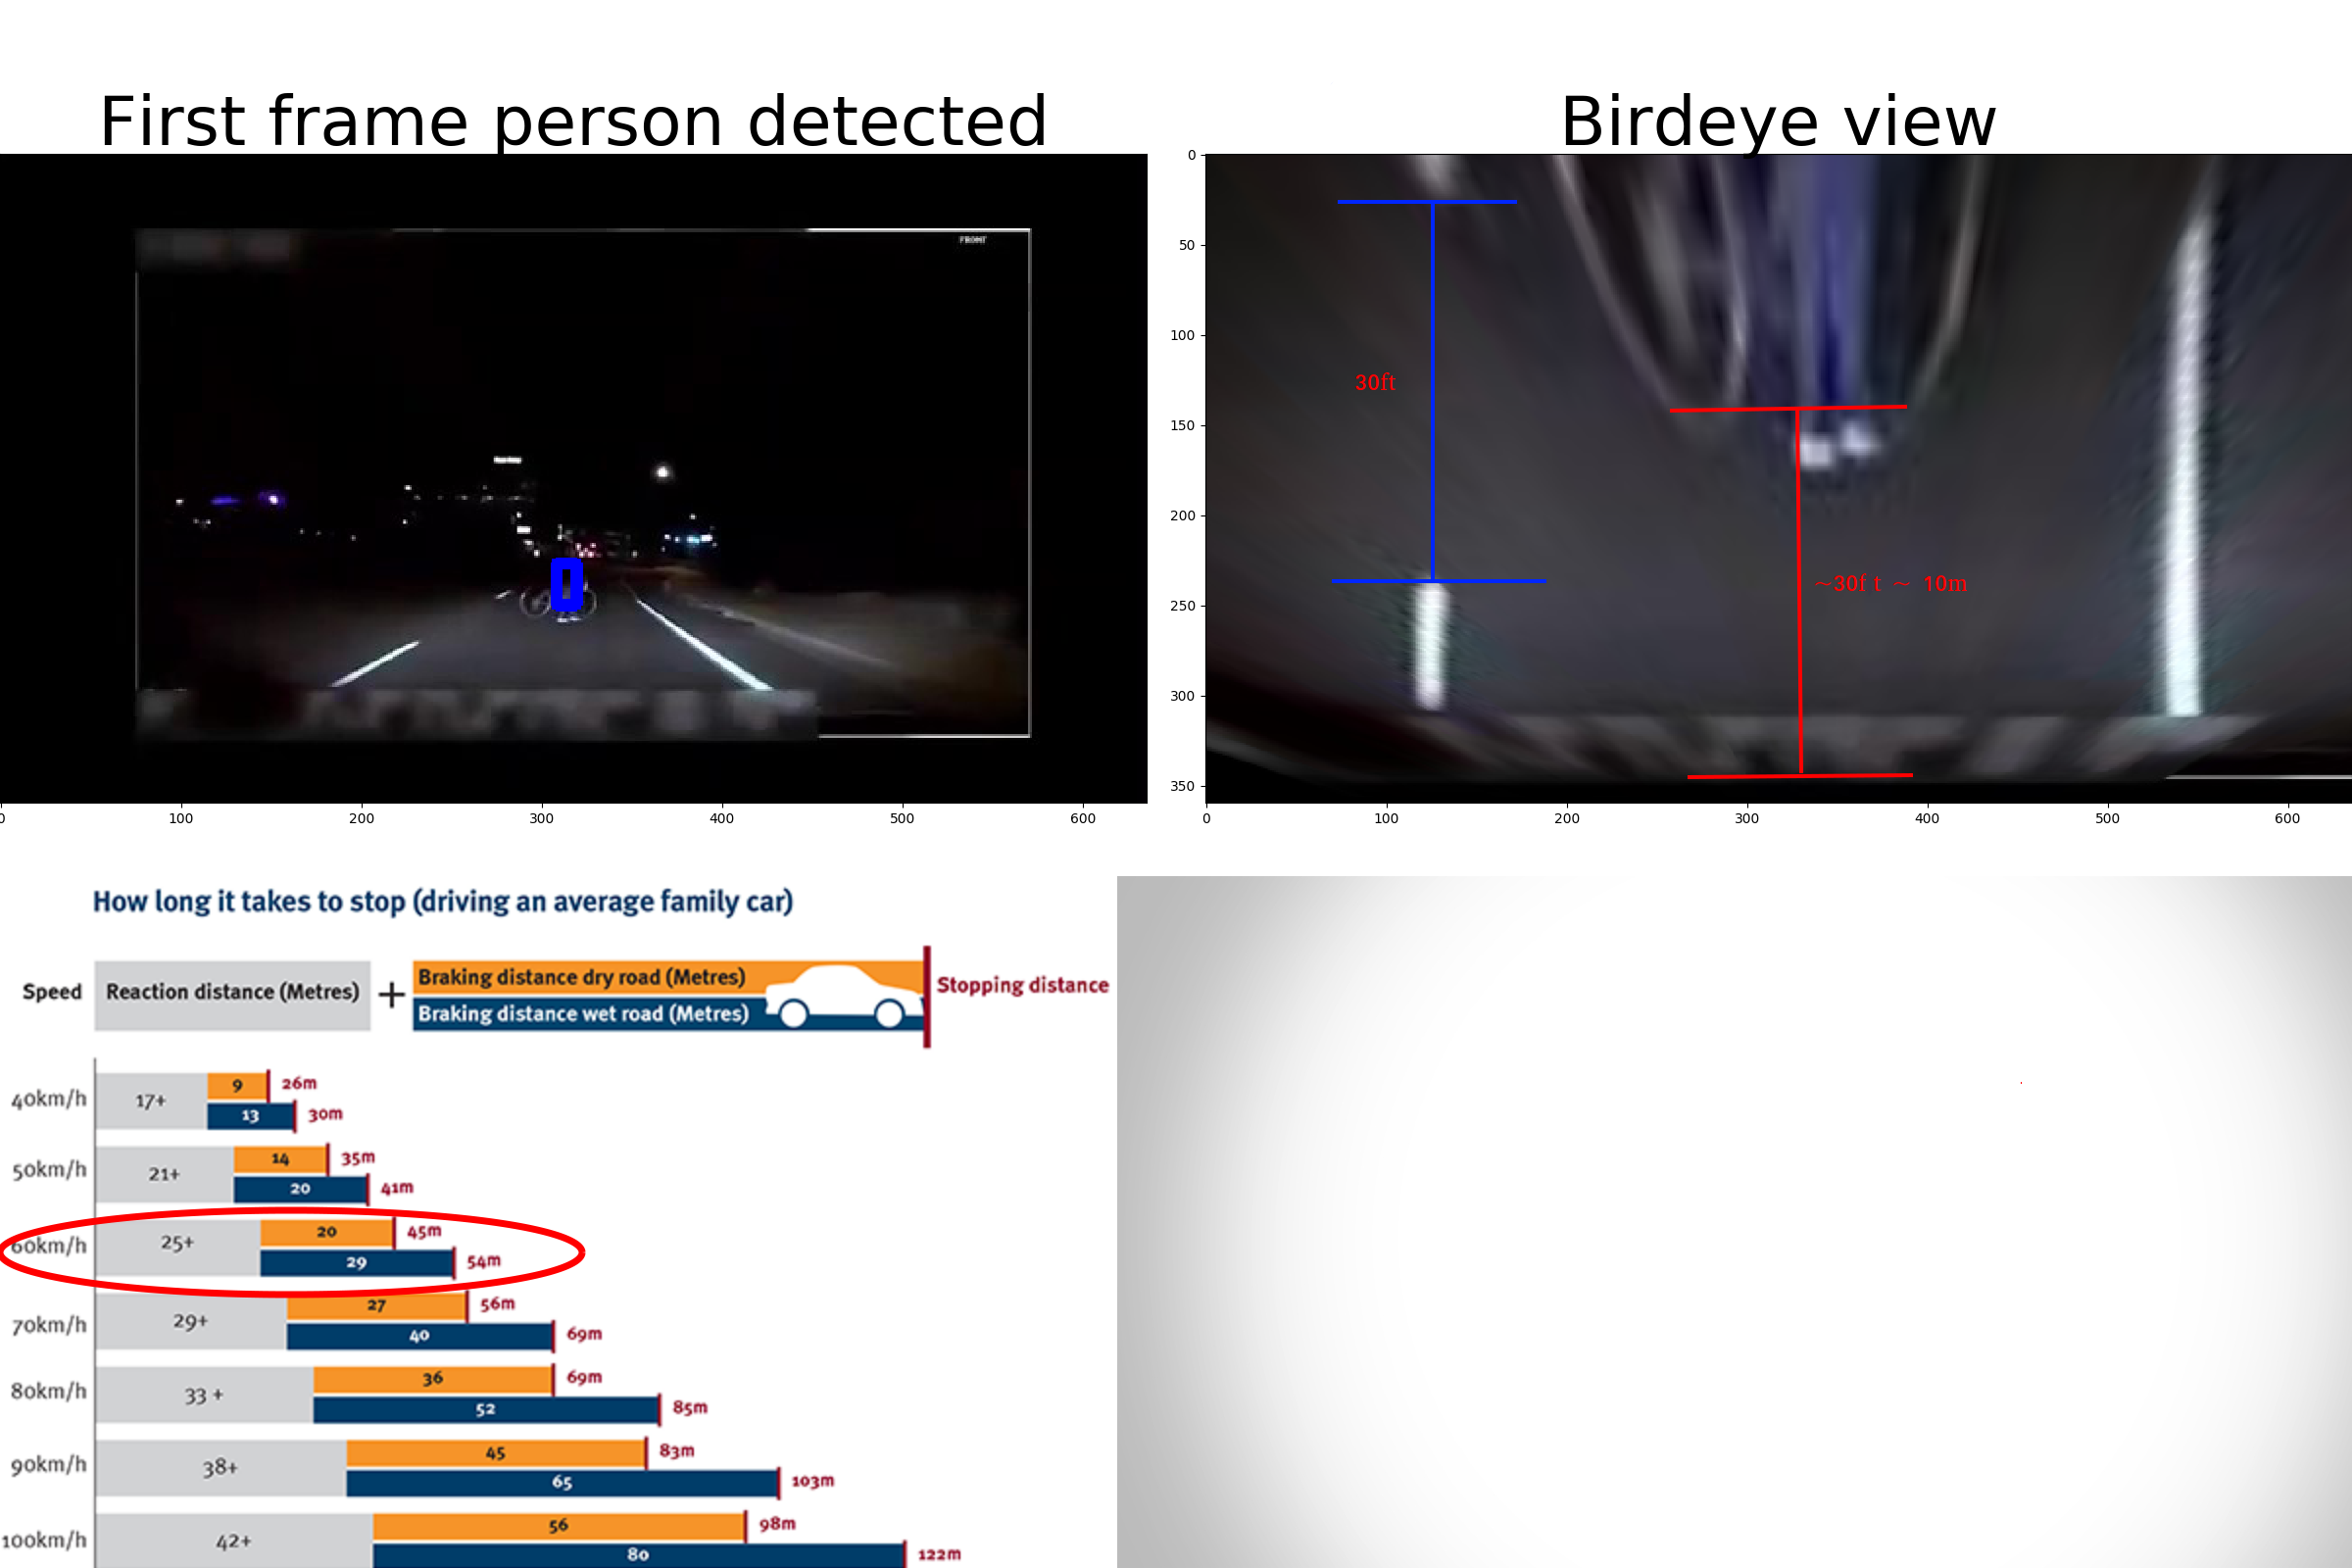 First frame person detected
Birdeye view
FRONT
0
50
100
150
200
250
300
350
30ft
~30f t ~ 10m
0 100 200 300 400 500 600
0 100 200 300 400 500 600
How long it takes to stop (driving an average family car)
Speed
Reaction distance (Metres)
+
Braking distance dry road (Metres)
Braking distance wet road (Metres)
Stopping distance
40km/h 17+ 9 26m
13 30m
50km/h 21+ 14 35m
20 41m
60km/h 25+ 20 45m
29 54m
70km/h 29+ 27 56m
40 69m
80km/h 33 + 36 69m
52 85m
90km/h 38+ 45 83m
65 103m
100km/h 42+ 56 98m
80 122m